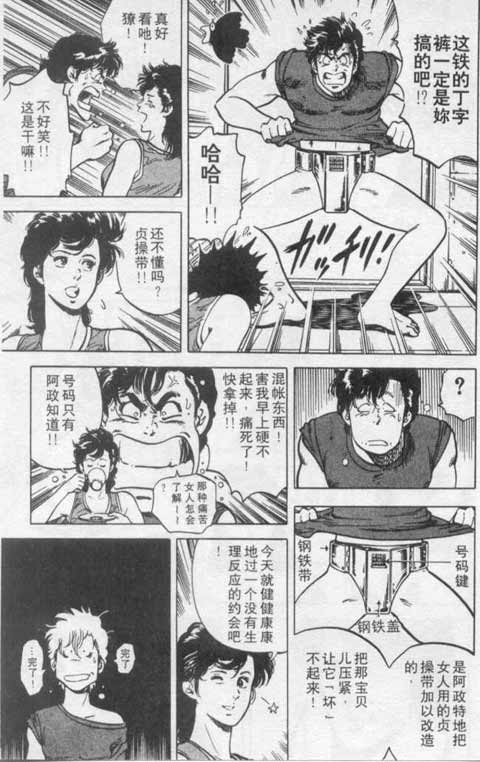 这铁的丁字
裤一定是妳
搞的吧!?
哈哈——!!
ガッチリ!!
真好
看吔！
獠！
不好笑!!
这是干嘛!!
还不懂吗？
贞操带!!
？
混帐东西！
害我早上硬不
起来，痛死了！
快拿掉!!
那种痛苦
女人怎会
了解~~
？
号码只有
阿政知道!!
钢铁带
号码键
钢铁盖
是阿政特地把
女人用的贞
操带加以改造
的．
把那宝贝
儿压紧，
让它「坏」
不起来！
今天就健健康康
地过一个没有生
理反应的约会吧
！
完了
…完了！